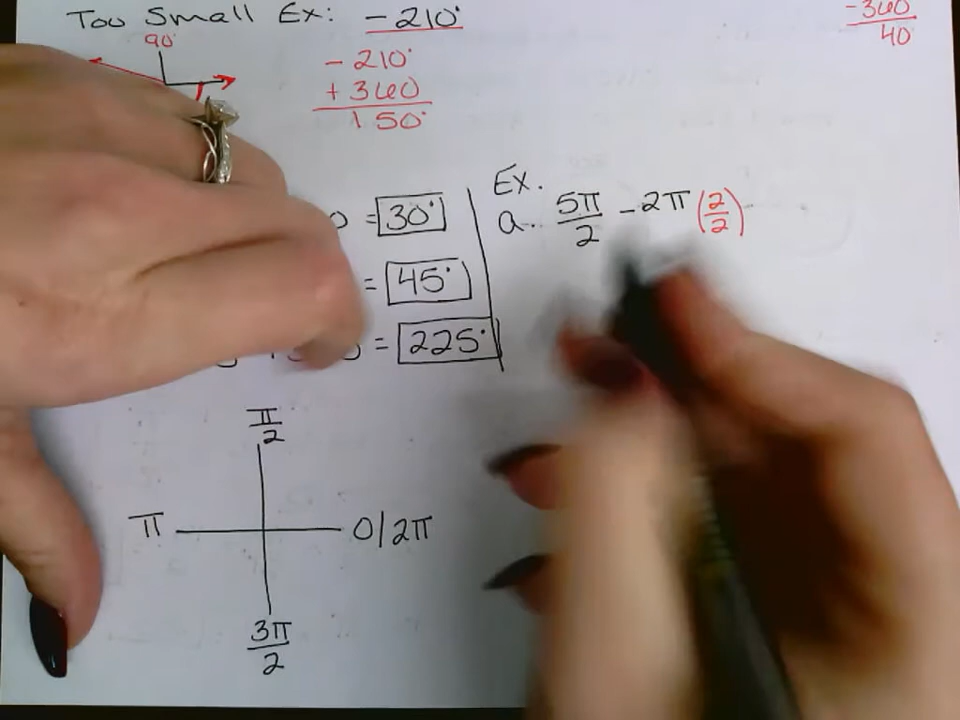 Too Small Ex: -210°
90°
-210°
+360
150°
-360
40°
= 30°
= 45°
= 225°
Ex.
a. 5π/2 - 2π (2/2)
π/2
π
0/2π
3π/2